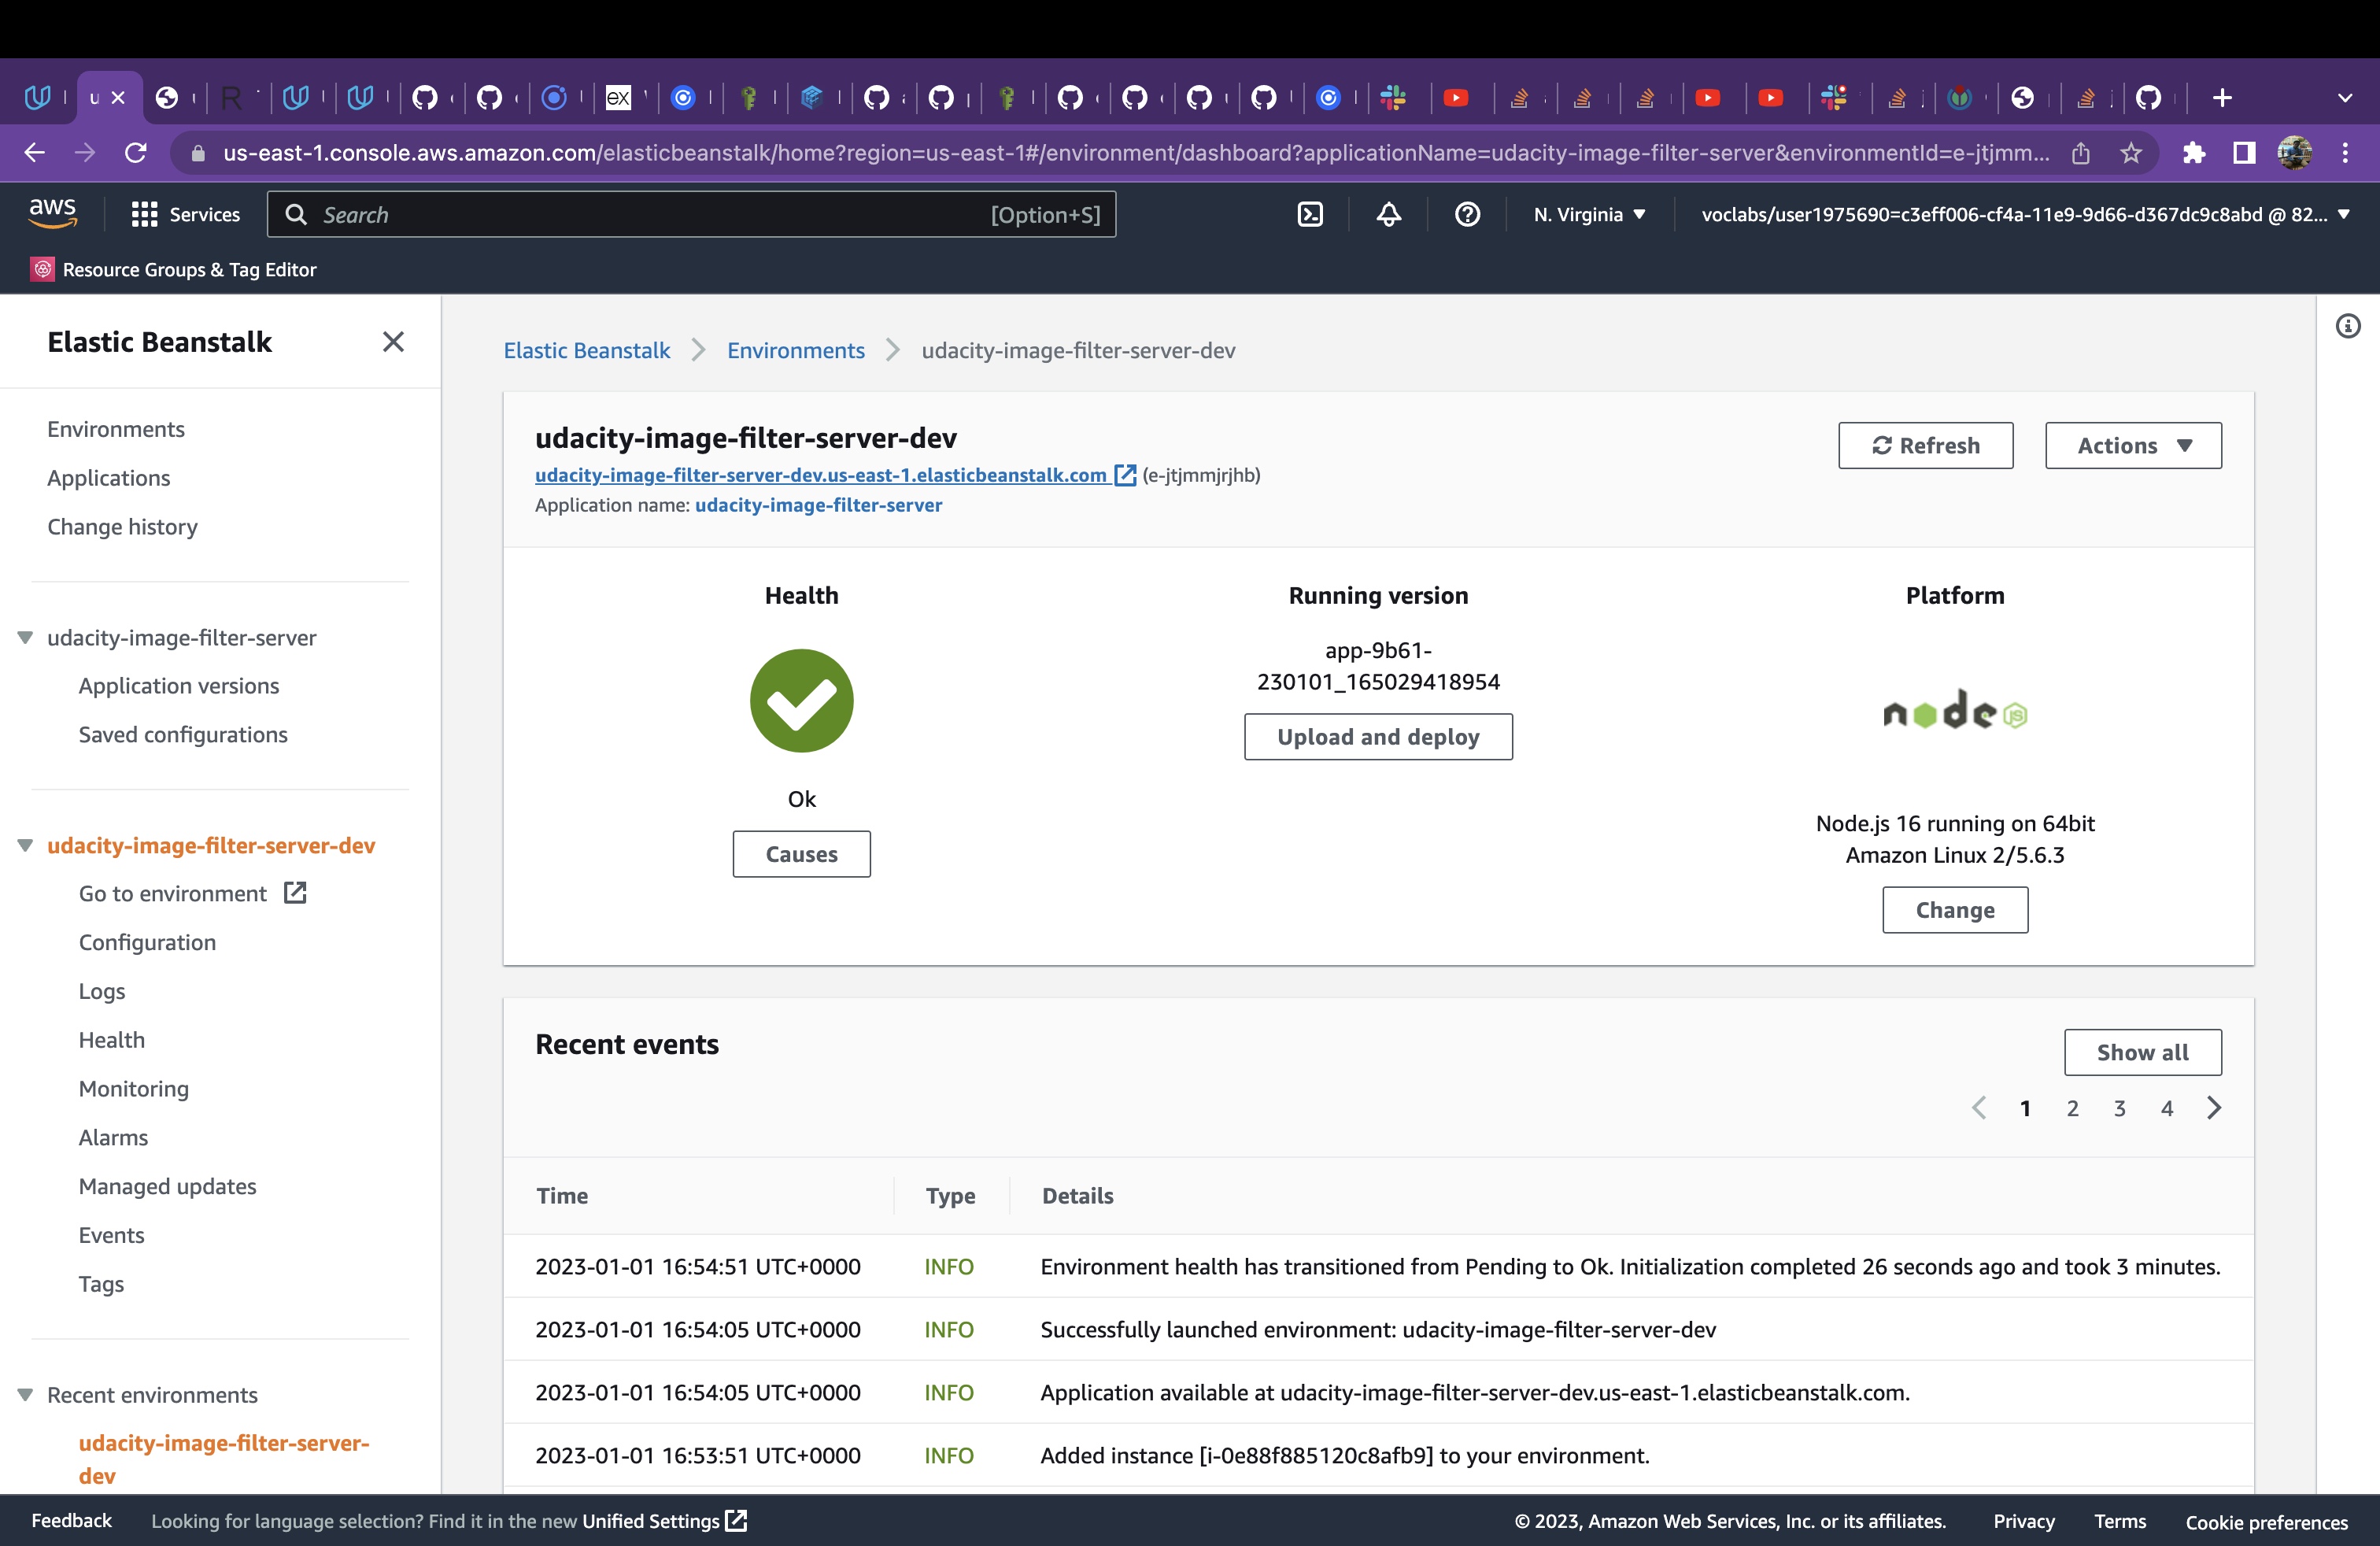 us-east-1.console.aws.amazon.com/elasticbeanstalk/home?region=us-east-1#/environment/dashboard?applicationName=udacity-image-filter-server&environmentId=e-jtjmm...
aws
Services
Search
[Option+S]
N. Virginia
voclabs/user1975690=c3eff006-cf4a-11e9-9d66-d367dc9c8abd @ 82...
Resource Groups & Tag Editor
Elastic Beanstalk
Environments
Applications
Change history
udacity-image-filter-server
Application versions
Saved configurations
udacity-image-filter-server-dev
Go to environment
Configuration
Logs
Health
Monitoring
Alarms
Managed updates
Events
Tags
Recent environments
udacity-image-filter-server-
dev
Elastic Beanstalk
Environments
udacity-image-filter-server-dev
udacity-image-filter-server-dev
Refresh
Actions
udacity-image-filter-server-dev.us-east-1.elasticbeanstalk.com (e-jtjmmjrjhb)
Application name: udacity-image-filter-server
Health
Ok
Causes
Running version
app-9b61-
230101_165029418954
Upload and deploy
Platform
node JS
Node.js 16 running on 64bit
Amazon Linux 2/5.6.3
Change
Recent events
Show all
1 2 3 4
Time Type Details
2023-01-01 16:54:51 UTC+0000 INFO Environment health has transitioned from Pending to Ok. Initialization completed 26 seconds ago and took 3 minutes.
2023-01-01 16:54:05 UTC+0000 INFO Successfully launched environment: udacity-image-filter-server-dev
2023-01-01 16:54:05 UTC+0000 INFO Application available at udacity-image-filter-server-dev.us-east-1.elasticbeanstalk.com.
2023-01-01 16:53:51 UTC+0000 INFO Added instance [i-0e88f885120c8afb9] to your environment.
Feedback
Looking for language selection? Find it in the new Unified Settings
© 2023, Amazon Web Services, Inc. or its affiliates.
Privacy
Terms
Cookie preferences